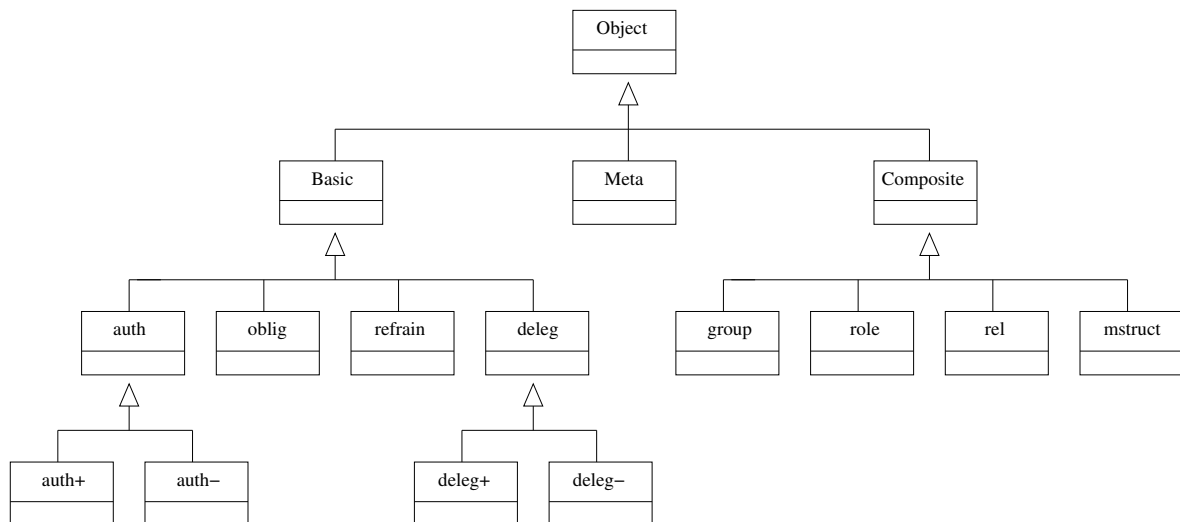 Object
Basic
Meta
Composite
auth
oblig
refrain
deleg
group
role
rel
mstruct
auth+
auth−
deleg+
deleg−